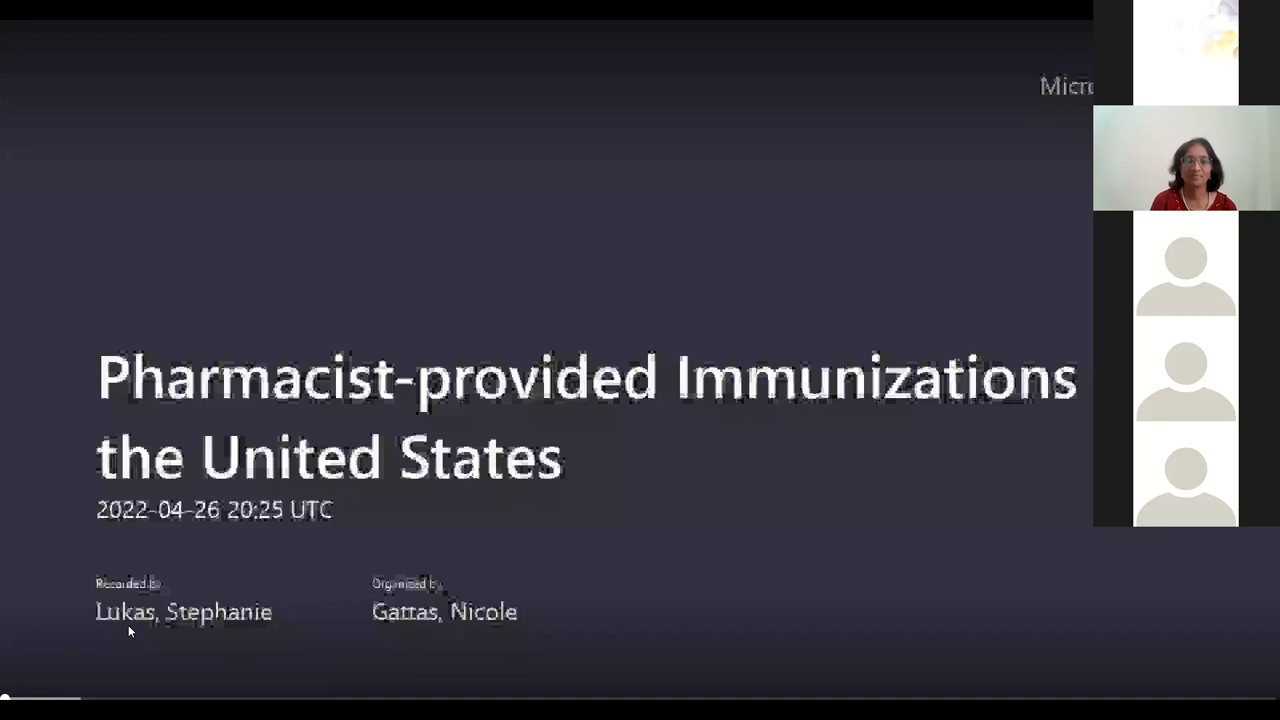 Micro
Pharmacist-provided Immunizations
the United States
2022-04-26 20:25 UTC
Recorded by
Organized by
Lukas, Stephanie
Gattas, Nicole